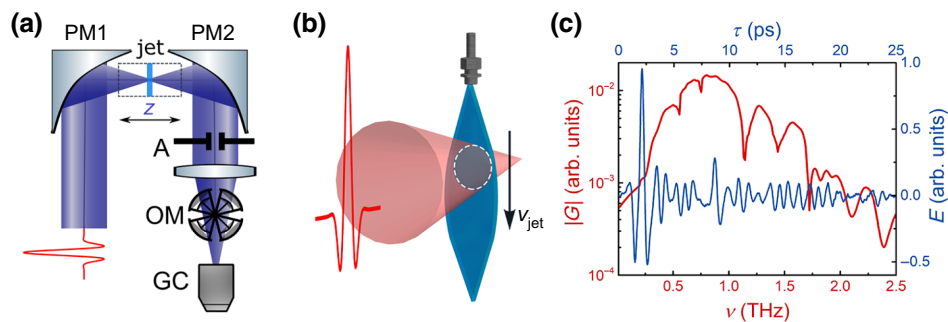 (a)
PM1
jet
PM2
z
A
OM
GC
(b)
v_jet
(c)
τ (ps)
0 5 10 15 20 25
|G| (arb. units)
10⁻²
10⁻³
10⁻⁴
1.0
0.5
0.0
−0.5
E (arb. units)
0.5 1.0 1.5 2.0 2.5
ν (THz)